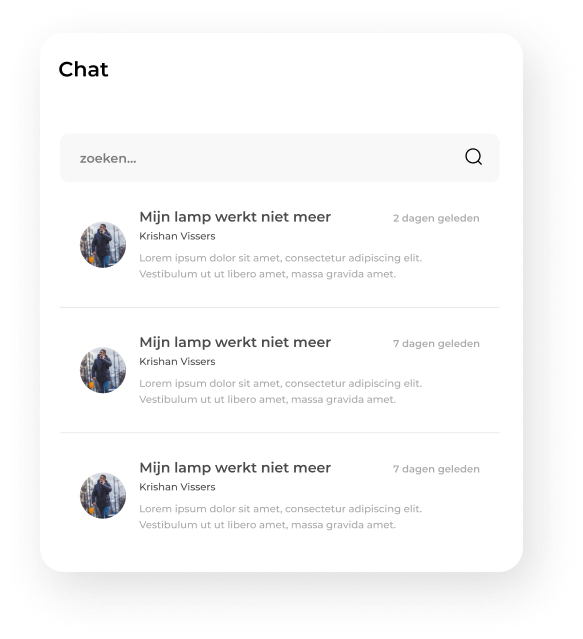 Chat
zoeken...
Mijn lamp werkt niet meer
2 dagen geleden
Krishan Vissers
Lorem ipsum dolor sit amet, consectetur adipiscing elit.
Vestibulum ut ut libero amet, massa gravida amet.
Mijn lamp werkt niet meer
7 dagen geleden
Krishan Vissers
Lorem ipsum dolor sit amet, consectetur adipiscing elit.
Vestibulum ut ut libero amet, massa gravida amet.
Mijn lamp werkt niet meer
7 dagen geleden
Krishan Vissers
Lorem ipsum dolor sit amet, consectetur adipiscing elit.
Vestibulum ut ut libero amet, massa gravida amet.